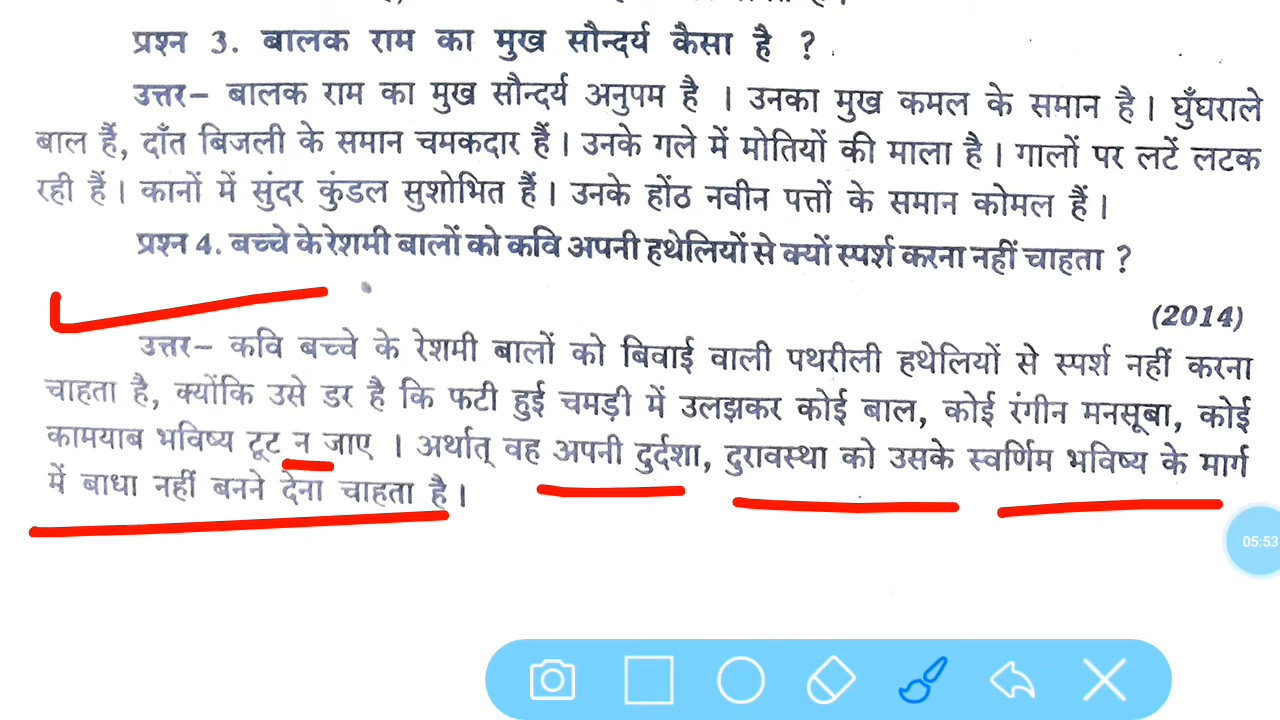 प्रश्न 3. बालक राम का मुख सौन्दर्य कैसा है ?
उत्तर– बालक राम का मुख सौन्दर्य अनुपम है । उनका मुख कमल के समान है। घुँघराले
बाल हैं, दाँत बिजली के समान चमकदार हैं। उनके गले में मोतियों की माला है। गालों पर लटें लटक
रही हैं। कानों में सुंदर कुंडल सुशोभित हैं। उनके होंठ नवीन पत्तों के समान कोमल हैं।
प्रश्न 4. बच्चे के रेशमी बालों को कवि अपनी हथेलियों से क्यों स्पर्श करना नहीं चाहता ?
(2014)
उत्तर– कवि बच्चे के रेशमी बालों को बिवाई वाली पथरीली हथेलियों से स्पर्श नहीं करना
चाहता है, क्योंकि उसे डर है कि फटी हुई चमड़ी में उलझकर कोई बाल, कोई रंगीन मनसूबा, कोई
कामयाब भविष्य टूट न जाए । अर्थात् वह अपनी दुर्दशा, दुरावस्था को उसके स्वर्णिम भविष्य के मार्ग
में बाधा नहीं बनने देना चाहता है।
05:53